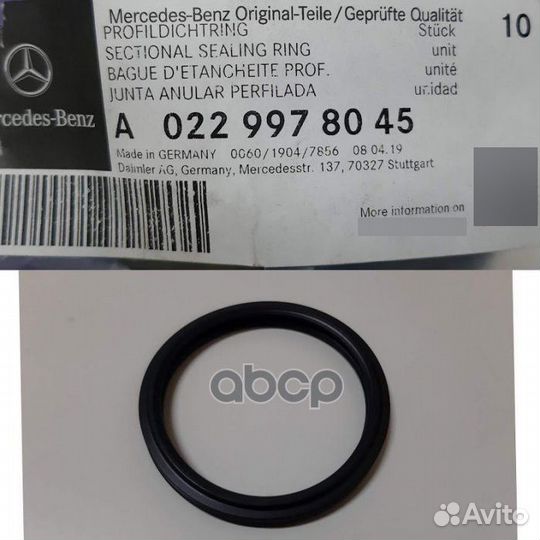 Mercedes-Benz Original-Teile/Geprüfte Qualität
PROFILDICHTRING Stück 10
SECTIONAL SEALING RING unit
BAGUE D'ETANCHEITE PROF. unité
JUNTA ANULAR PERFILADA unidad
rcedes-Benz
A 022 997 80 45
Made in GERMANY 0060/1904/7856 08.04.19
Daimler AG, Germany, Mercedesstr. 137, 70327 Stuttgart
More information on
abcp
Avito